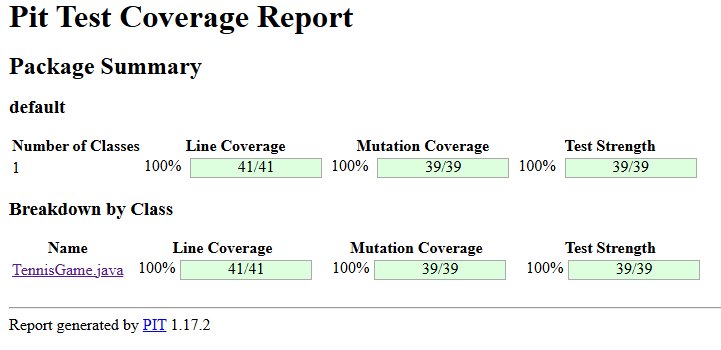 Pit Test Coverage Report
Package Summary
default
Number of Classes Line Coverage Mutation Coverage Test Strength
1 100% 41/41 100% 39/39 100% 39/39
Breakdown by Class
Name Line Coverage Mutation Coverage Test Strength
TennisGame.java 100% 41/41 100% 39/39 100% 39/39
Report generated by PIT 1.17.2